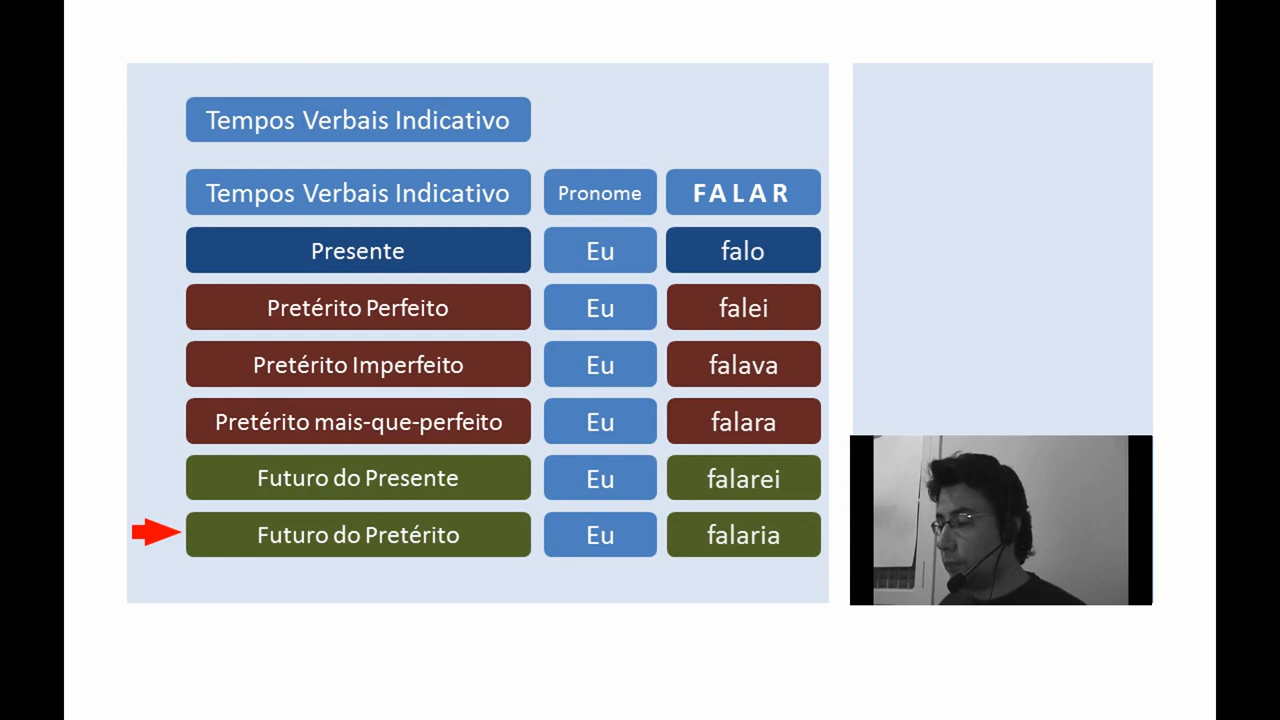 Tempos Verbais Indicativo
Tempos Verbais Indicativo Pronome FALAR
Presente Eu falo
Pretérito Perfeito Eu falei
Pretérito Imperfeito Eu falava
Pretérito mais-que-perfeito Eu falara
Futuro do Presente Eu falarei
Futuro do Pretérito Eu falaria